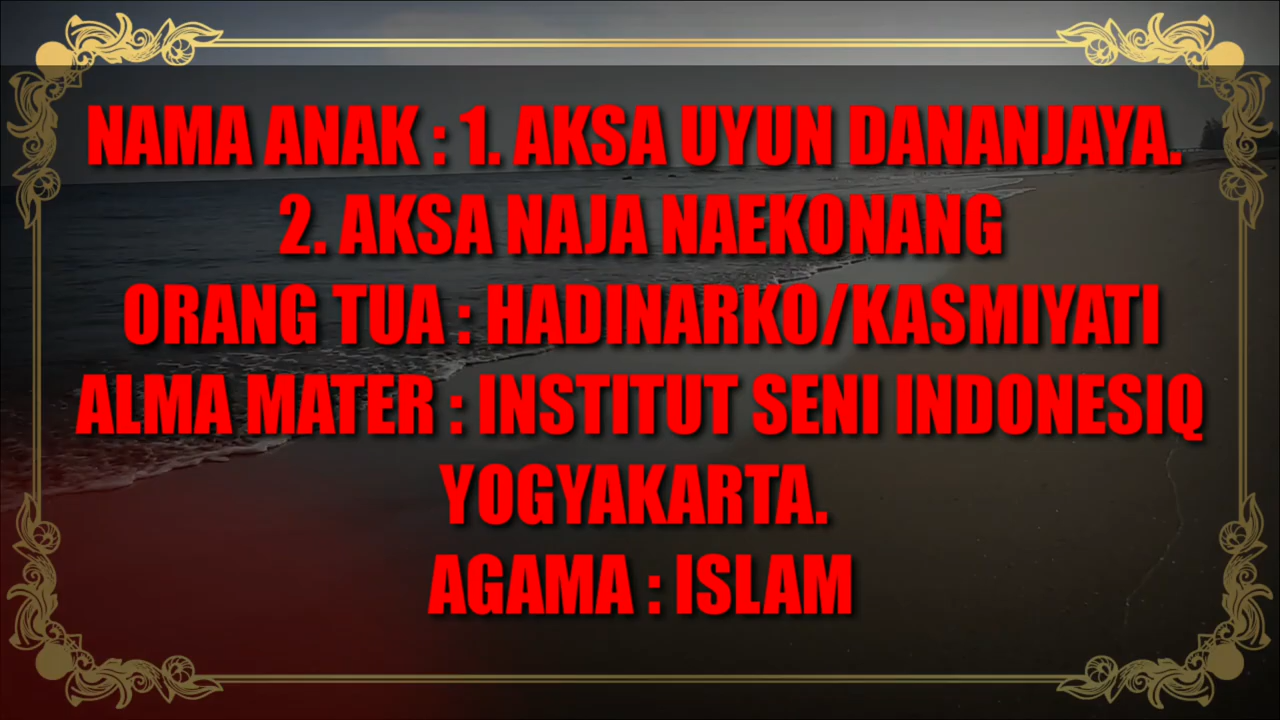 NAMA ANAK : 1. AKSA UYUN DANANJAYA.
2. AKSA NAJA NAEKONANG
ORANG TUA : HADINARKO/KASMIYATI
ALMA MATER : INSTITUT SENI INDONESIQ
YOGYAKARTA.
AGAMA : ISLAM